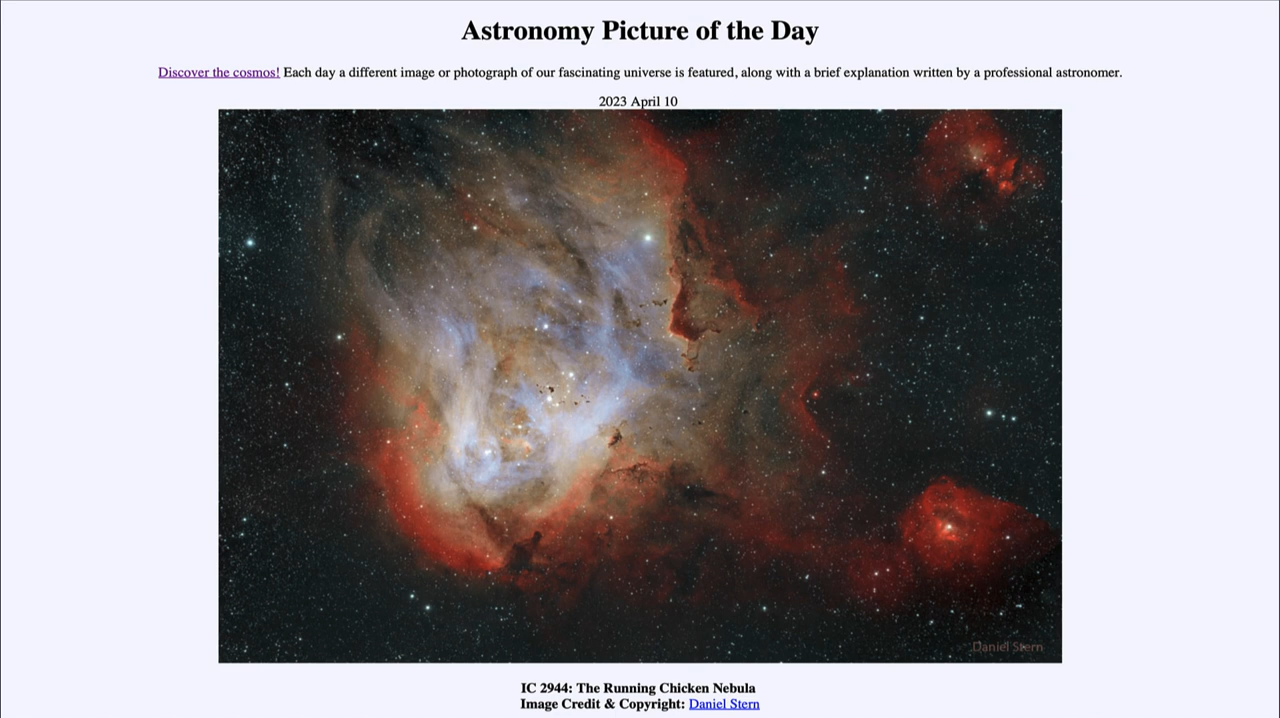 Astronomy Picture of the Day
Discover the cosmos! Each day a different image or photograph of our fascinating universe is featured, along with a brief explanation written by a professional astronomer.
2023 April 10
Daniel Stern
IC 2944: The Running Chicken Nebula
Image Credit & Copyright: Daniel Stern